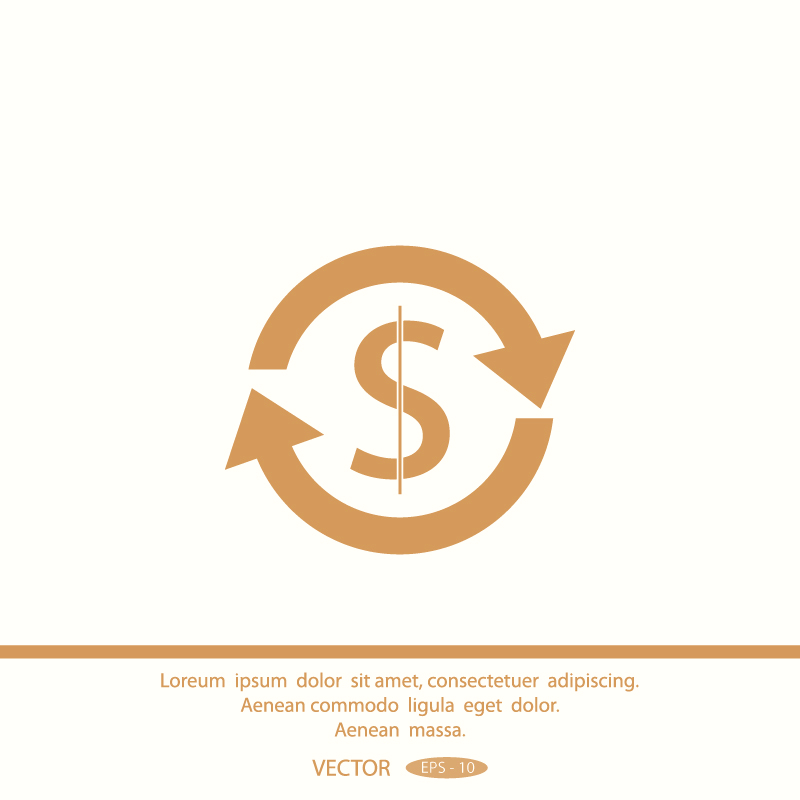 $
Loreum ipsum dolor sit amet, consectetuer adipiscing.
Aenean commodo ligula eget dolor.
Aenean massa.
VECTOR EPS - 10